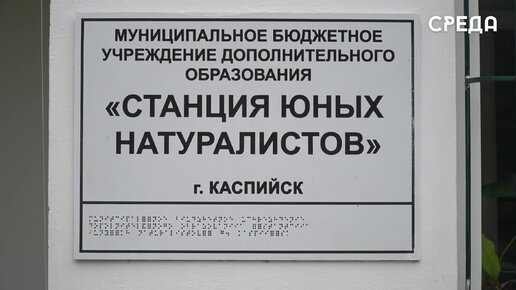 СРЕДА
МУНИЦИПАЛЬНОЕ БЮДЖЕТНОЕ
УЧРЕЖДЕНИЕ ДОПОЛНИТЕЛЬНОГО
ОБРАЗОВАНИЯ
«СТАНЦИЯ ЮНЫХ
НАТУРАЛИСТОВ»
г. КАСПИЙСК